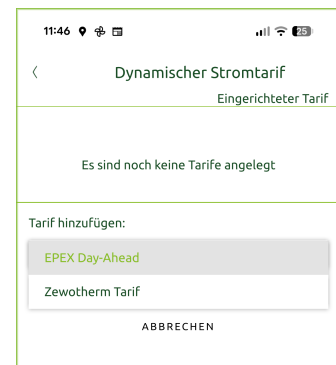 11:46
25
Dynamischer Stromtarif
Eingerichteter Tarif
Es sind noch keine Tarife angelegt
Tarif hinzufügen:
EPEX Day-Ahead
Zewotherm Tarif
ABBRECHEN